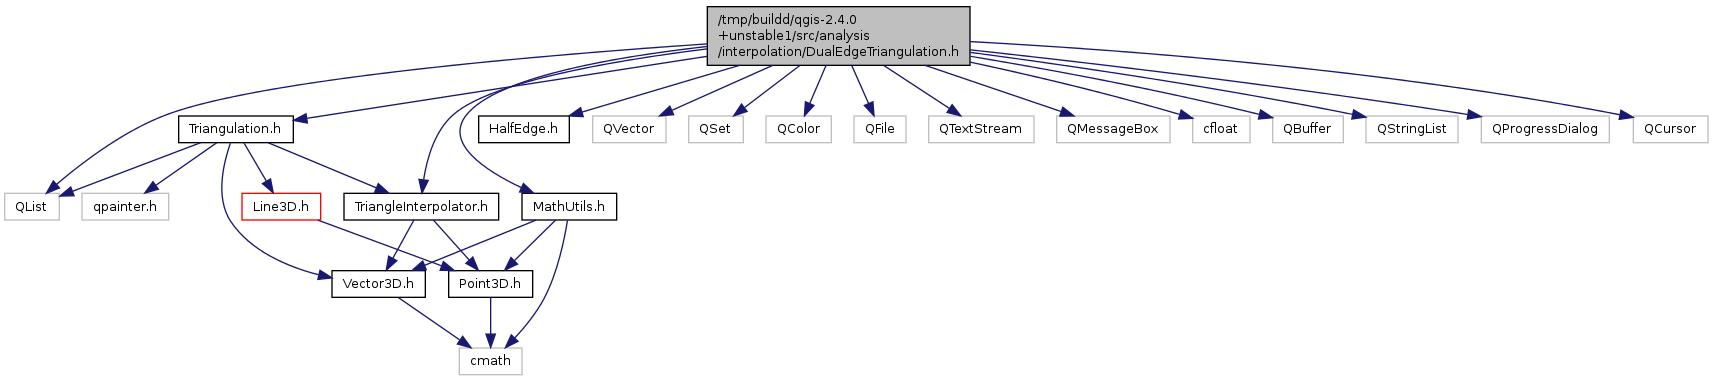 /tmp/buildd/qgis-2.4.0
+unstable1/src/analysis
/interpolation/DualEdgeTriangulation.h
Triangulation.h
HalfEdge.h
QVector
QSet
QColor
QFile
QTextStream
QMessageBox
cfloat
QBuffer
QStringList
QProgressDialog
QCursor
QList
qpainter.h
Line3D.h
TriangleInterpolator.h
MathUtils.h
Vector3D.h
Point3D.h
cmath